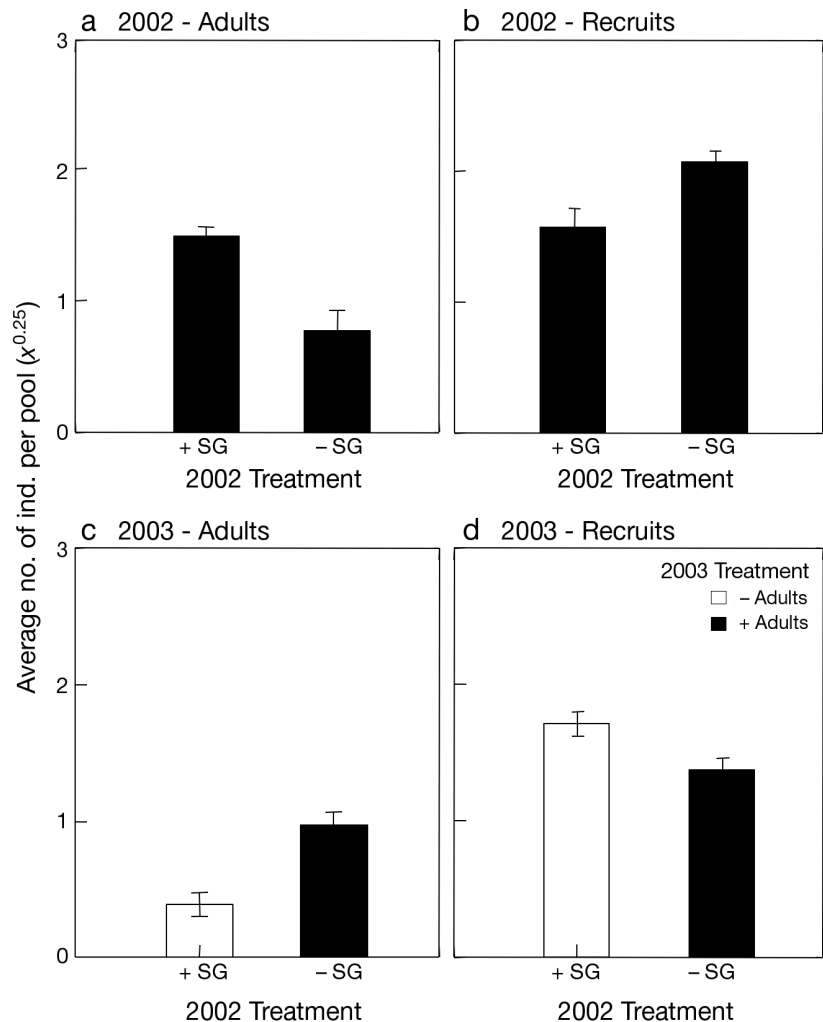 a 2002 - Adults
b 2002 - Recruits
Average no. of ind. per pool (x^0.25)
3
2
1
0
+ SG
– SG
+ SG
– SG
2002 Treatment
2002 Treatment
c 2003 - Adults
d 2003 - Recruits
3
2
1
0
2003 Treatment
– Adults
+ Adults
+ SG
– SG
+ SG
– SG
2002 Treatment
2002 Treatment